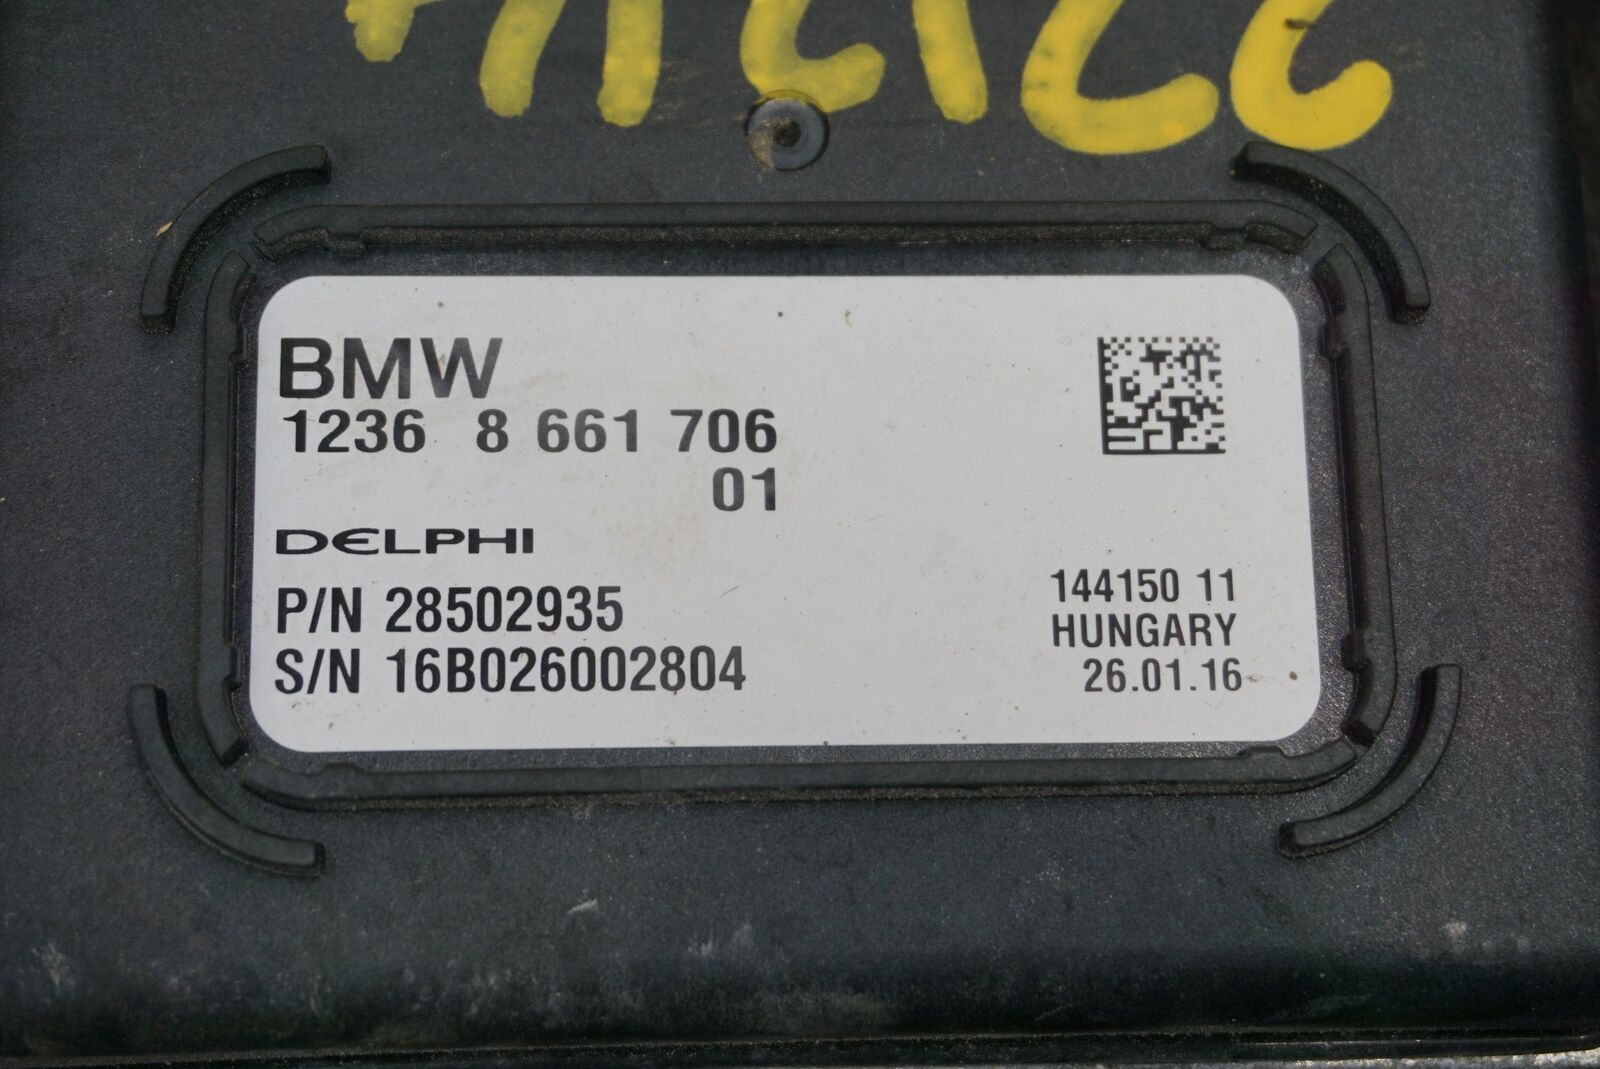 BMW
1236 8 661 706
01
DELPHI
P/N 28502935
S/N 16B026002804
144150 11
HUNGARY
26.01.16